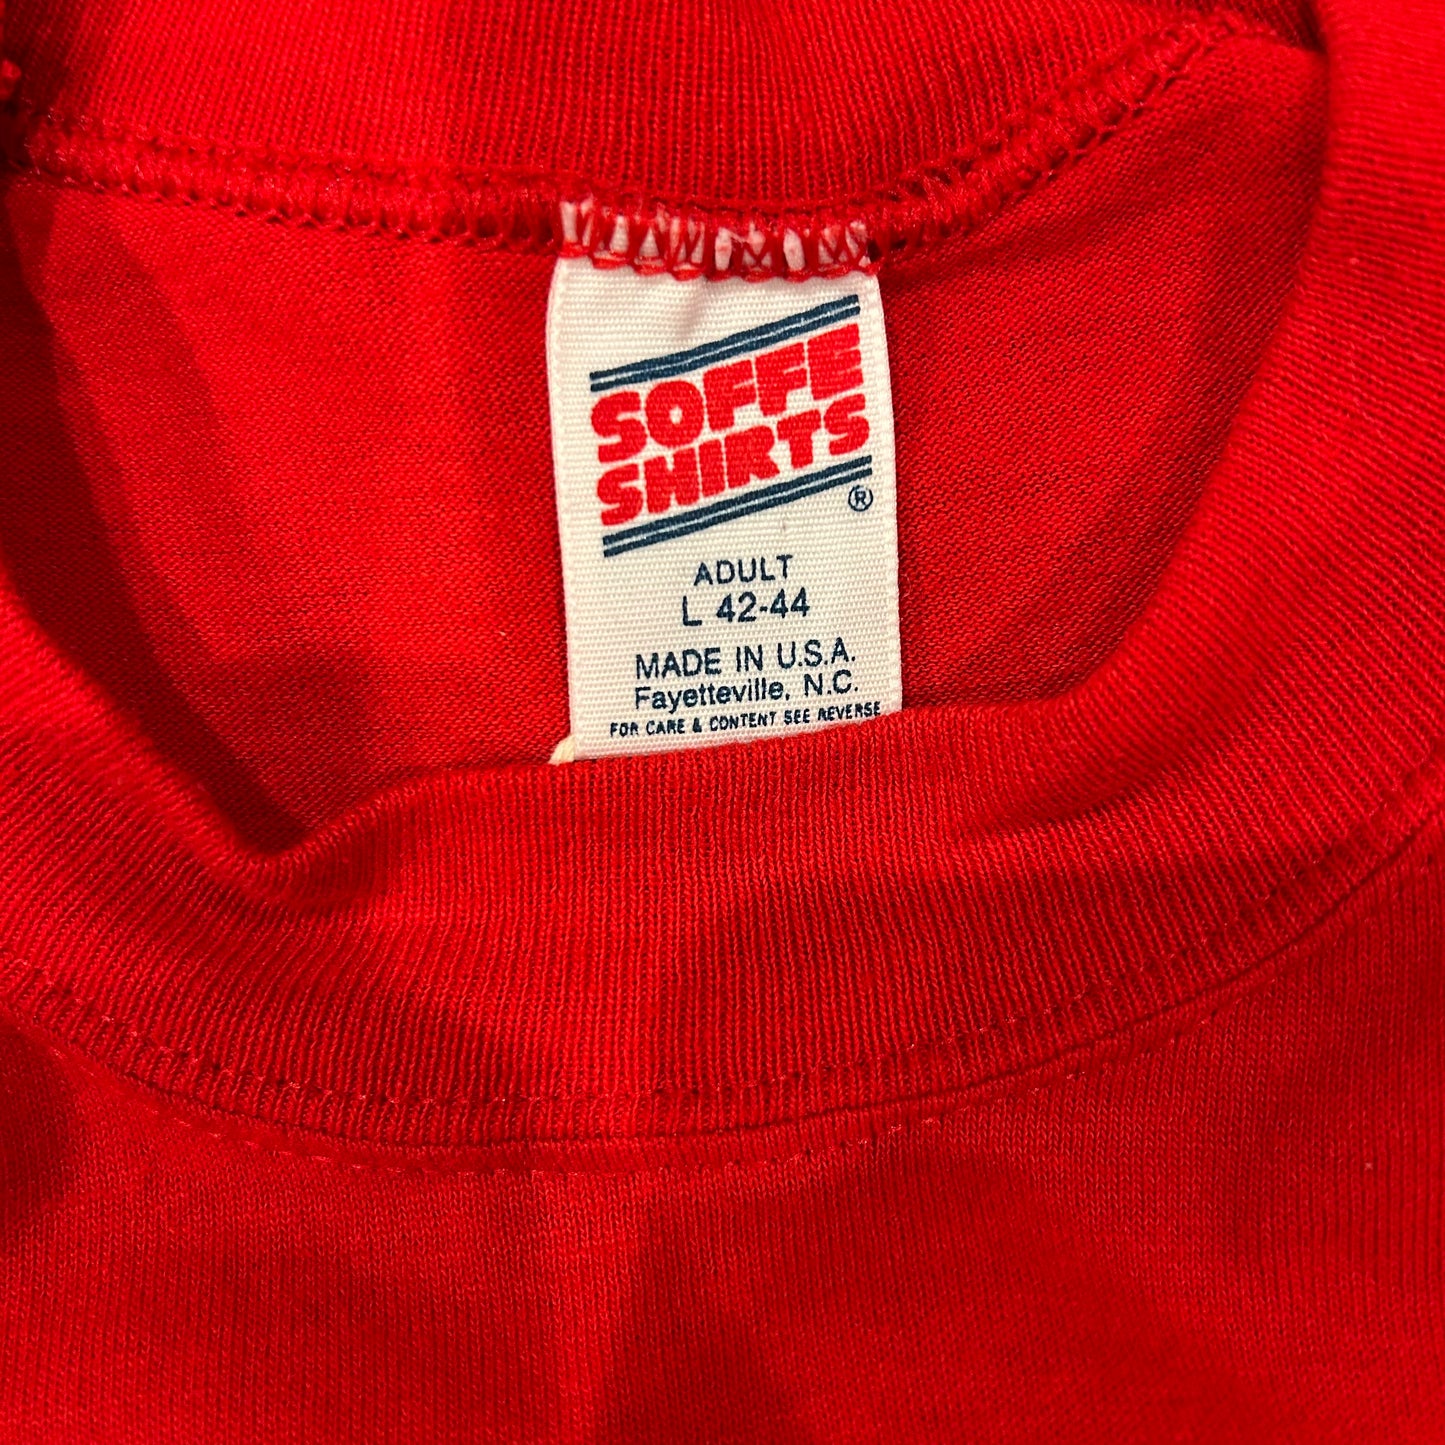 SOFFE
SHIRTS
®
ADULT
L 42-44
MADE IN U.S.A.
Fayetteville, N.C.
FOR CARE & CONTENT SEE REVERSE